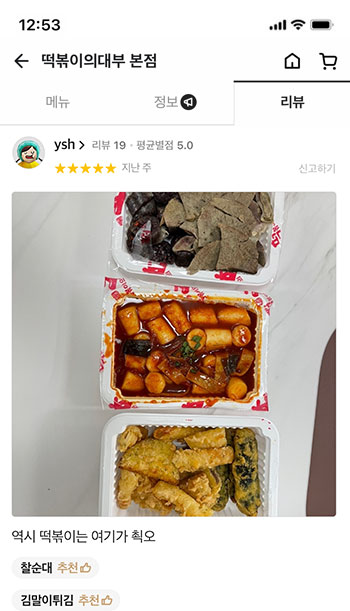 12:53
떡볶이의대부 본점
메뉴 정보 리뷰
ysh 리뷰 19 · 평균별점 5.0
지난 주 신고하기
역시 떡볶이는 여기가 쵝오
찰순대 추천
김말이튀김 추천